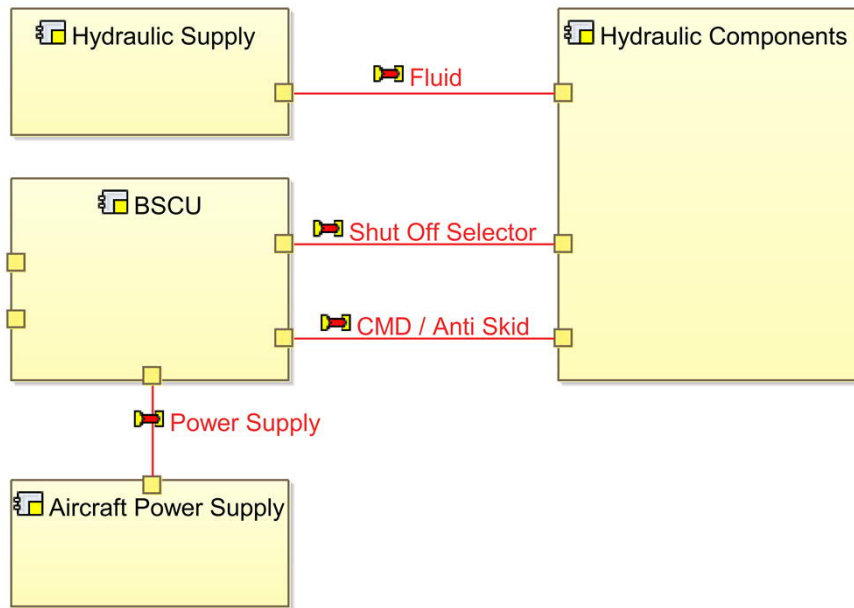 Hydraulic Supply
Hydraulic Components
Fluid
BSCU
Shut Off Selector
CMD / Anti Skid
Power Supply
Aircraft Power Supply